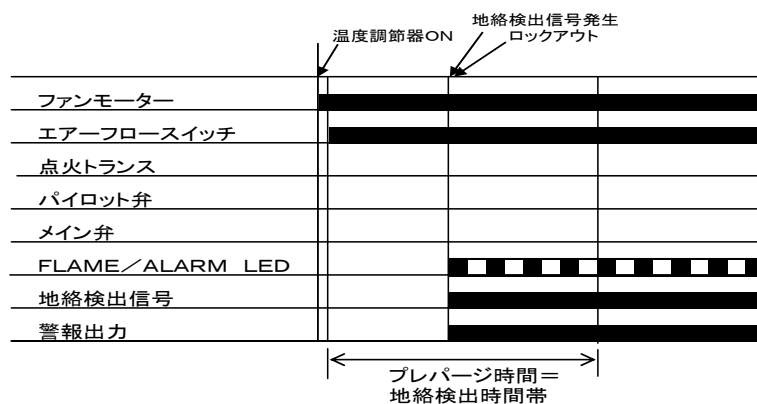 地絡検出信号発生
温度調節器ON
ロックアウト
ファンモーター
エアーフロースイッチ
点火トランス
パイロット弁
メイン弁
FLAME／ALARM LED
地絡検出信号
警報出力
プレパージ時間＝
地絡検出時間帯